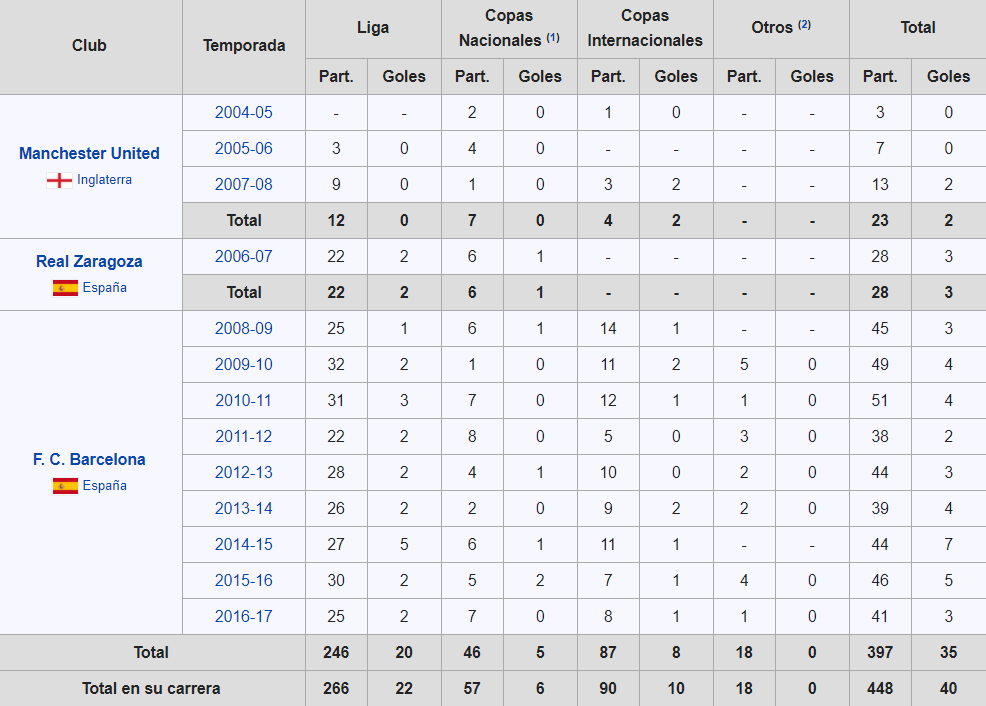 Club Temporada Liga Copas Nacionales (1) Copas Internacionales Otros (2) Total
Part. Goles Part. Goles Part. Goles Part. Goles Part. Goles
Manchester United
Inglaterra
2004-05 - - 2 0 1 0 - - 3 0
2005-06 3 0 4 0 - - - - 7 0
2007-08 9 0 1 0 3 2 - - 13 2
Total 12 0 7 0 4 2 - - 23 2
Real Zaragoza
España
2006-07 22 2 6 1 - - - - 28 3
Total 22 2 6 1 - - - - 28 3
F. C. Barcelona
España
2008-09 25 1 6 1 14 1 - - 45 3
2009-10 32 2 1 0 11 2 5 0 49 4
2010-11 31 3 7 0 12 1 1 0 51 4
2011-12 22 2 8 0 5 0 3 0 38 2
2012-13 28 2 4 1 10 0 2 0 44 3
2013-14 26 2 2 0 9 2 2 0 39 4
2014-15 27 5 6 1 11 1 - - 44 7
2015-16 30 2 5 2 7 1 4 0 46 5
2016-17 25 2 7 0 8 1 1 0 41 3
Total 246 20 46 5 87 8 18 0 397 35
Total en su carrera 266 22 57 6 90 10 18 0 448 40